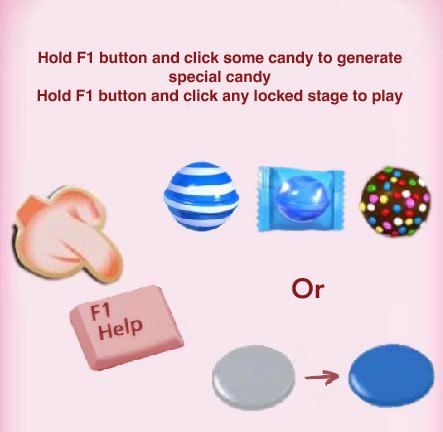 Hold F1 button and click some candy to generate
special candy
Hold F1 button and click any locked stage to play
Or
F1
Help